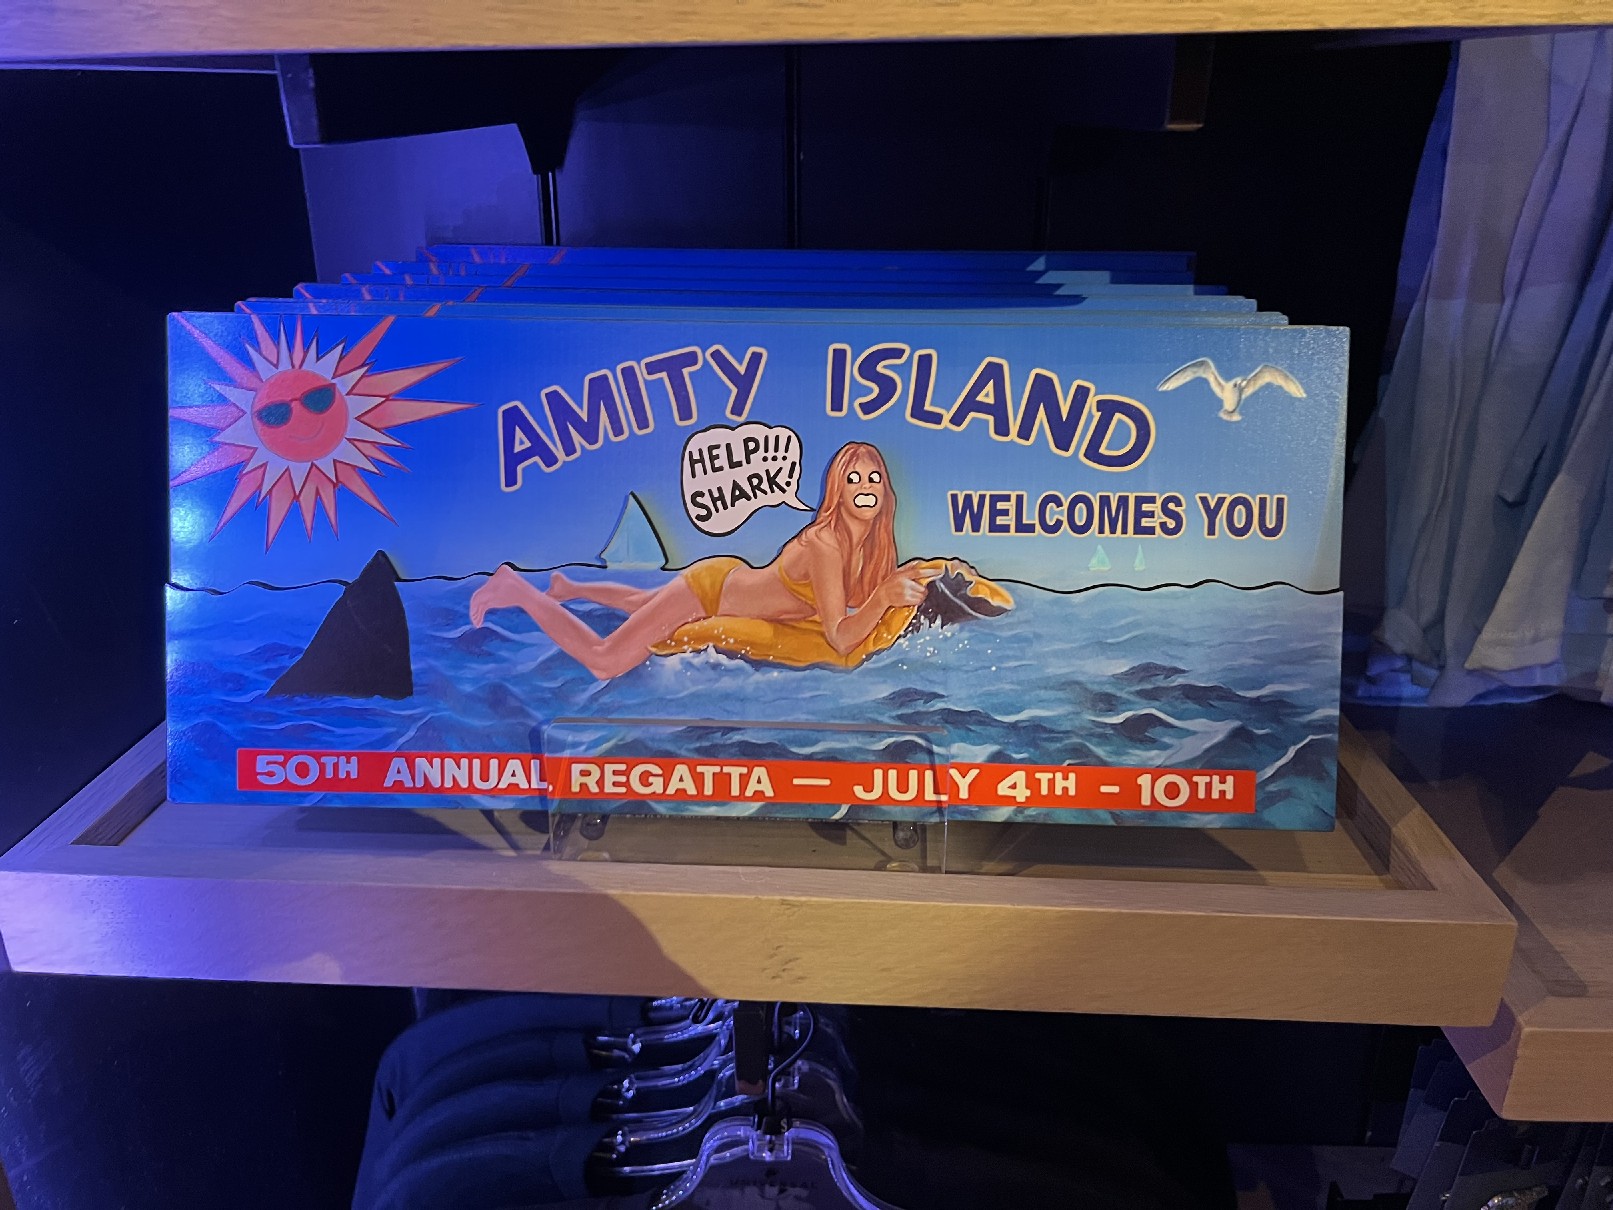 AMITY ISLAND
HELP!!!
SHARK!
WELCOMES YOU
50TH ANNUAL REGATTA — JULY 4TH - 10TH